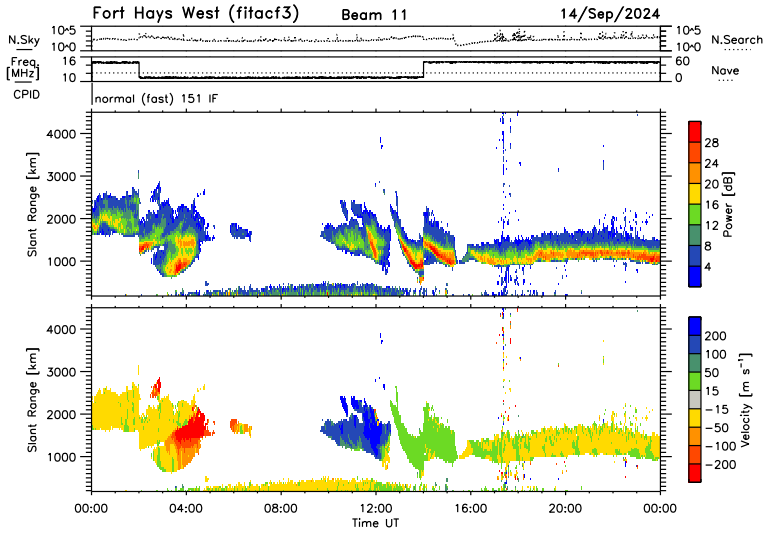 Fort Hays West (fitacf3) Beam 11 14/Sep/2024
N.Sky 10^5 10^0 10^5 10^0 N.Search
Freq. [MHz] 16 10 60 0 Nave
CPID normal (fast) 151 IF
Slant Range [km]
4000
3000
2000
1000
Power [dB]
28
24
20
16
12
8
4
Slant Range [km]
4000
3000
2000
1000
Velocity [m s⁻¹]
200
100
50
15
−15
−50
−100
−200
00:00 04:00 08:00 12:00 16:00 20:00 00:00
Time UT